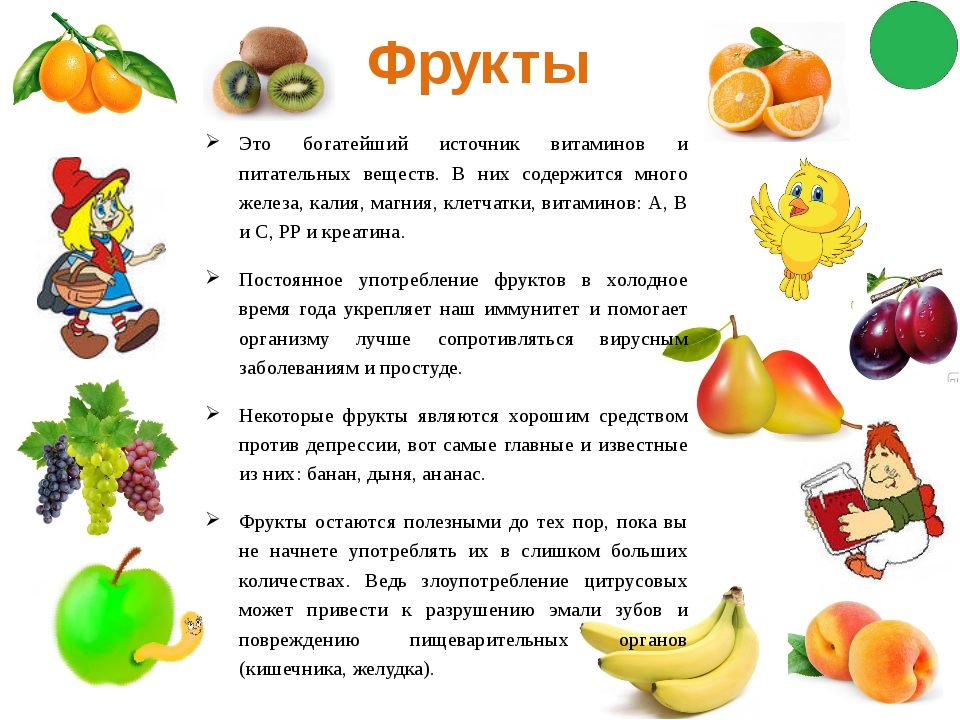 Фрукты
Это богатейший источник витаминов и
питательных веществ. В них содержится много
железа, калия, магния, клетчатки, витаминов: А, В
и С, РР и креатина.
Постоянное употребление фруктов в холодное
время года укрепляет наш иммунитет и помогает
организму лучше сопротивляться вирусным
заболеваниям и простуде.
Некоторые фрукты являются хорошим средством
против депрессии, вот самые главные и известные
из них: банан, дыня, ананас.
Фрукты остаются полезными до тех пор, пока вы
не начнете употреблять их в слишком больших
количествах. Ведь злоупотребление цитрусовых
может привести к разрушению эмали зубов и
повреждению пищеварительных органов
(кишечника, желудка).